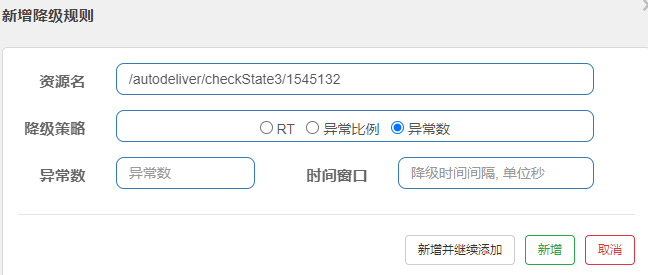 新增降级规则
资源名 /autodeliver/checkState3/1545132
降级策略 RT 异常比例 异常数
异常数 异常数 时间窗口 降级时间间隔, 单位秒
新增并继续添加 新增 取消